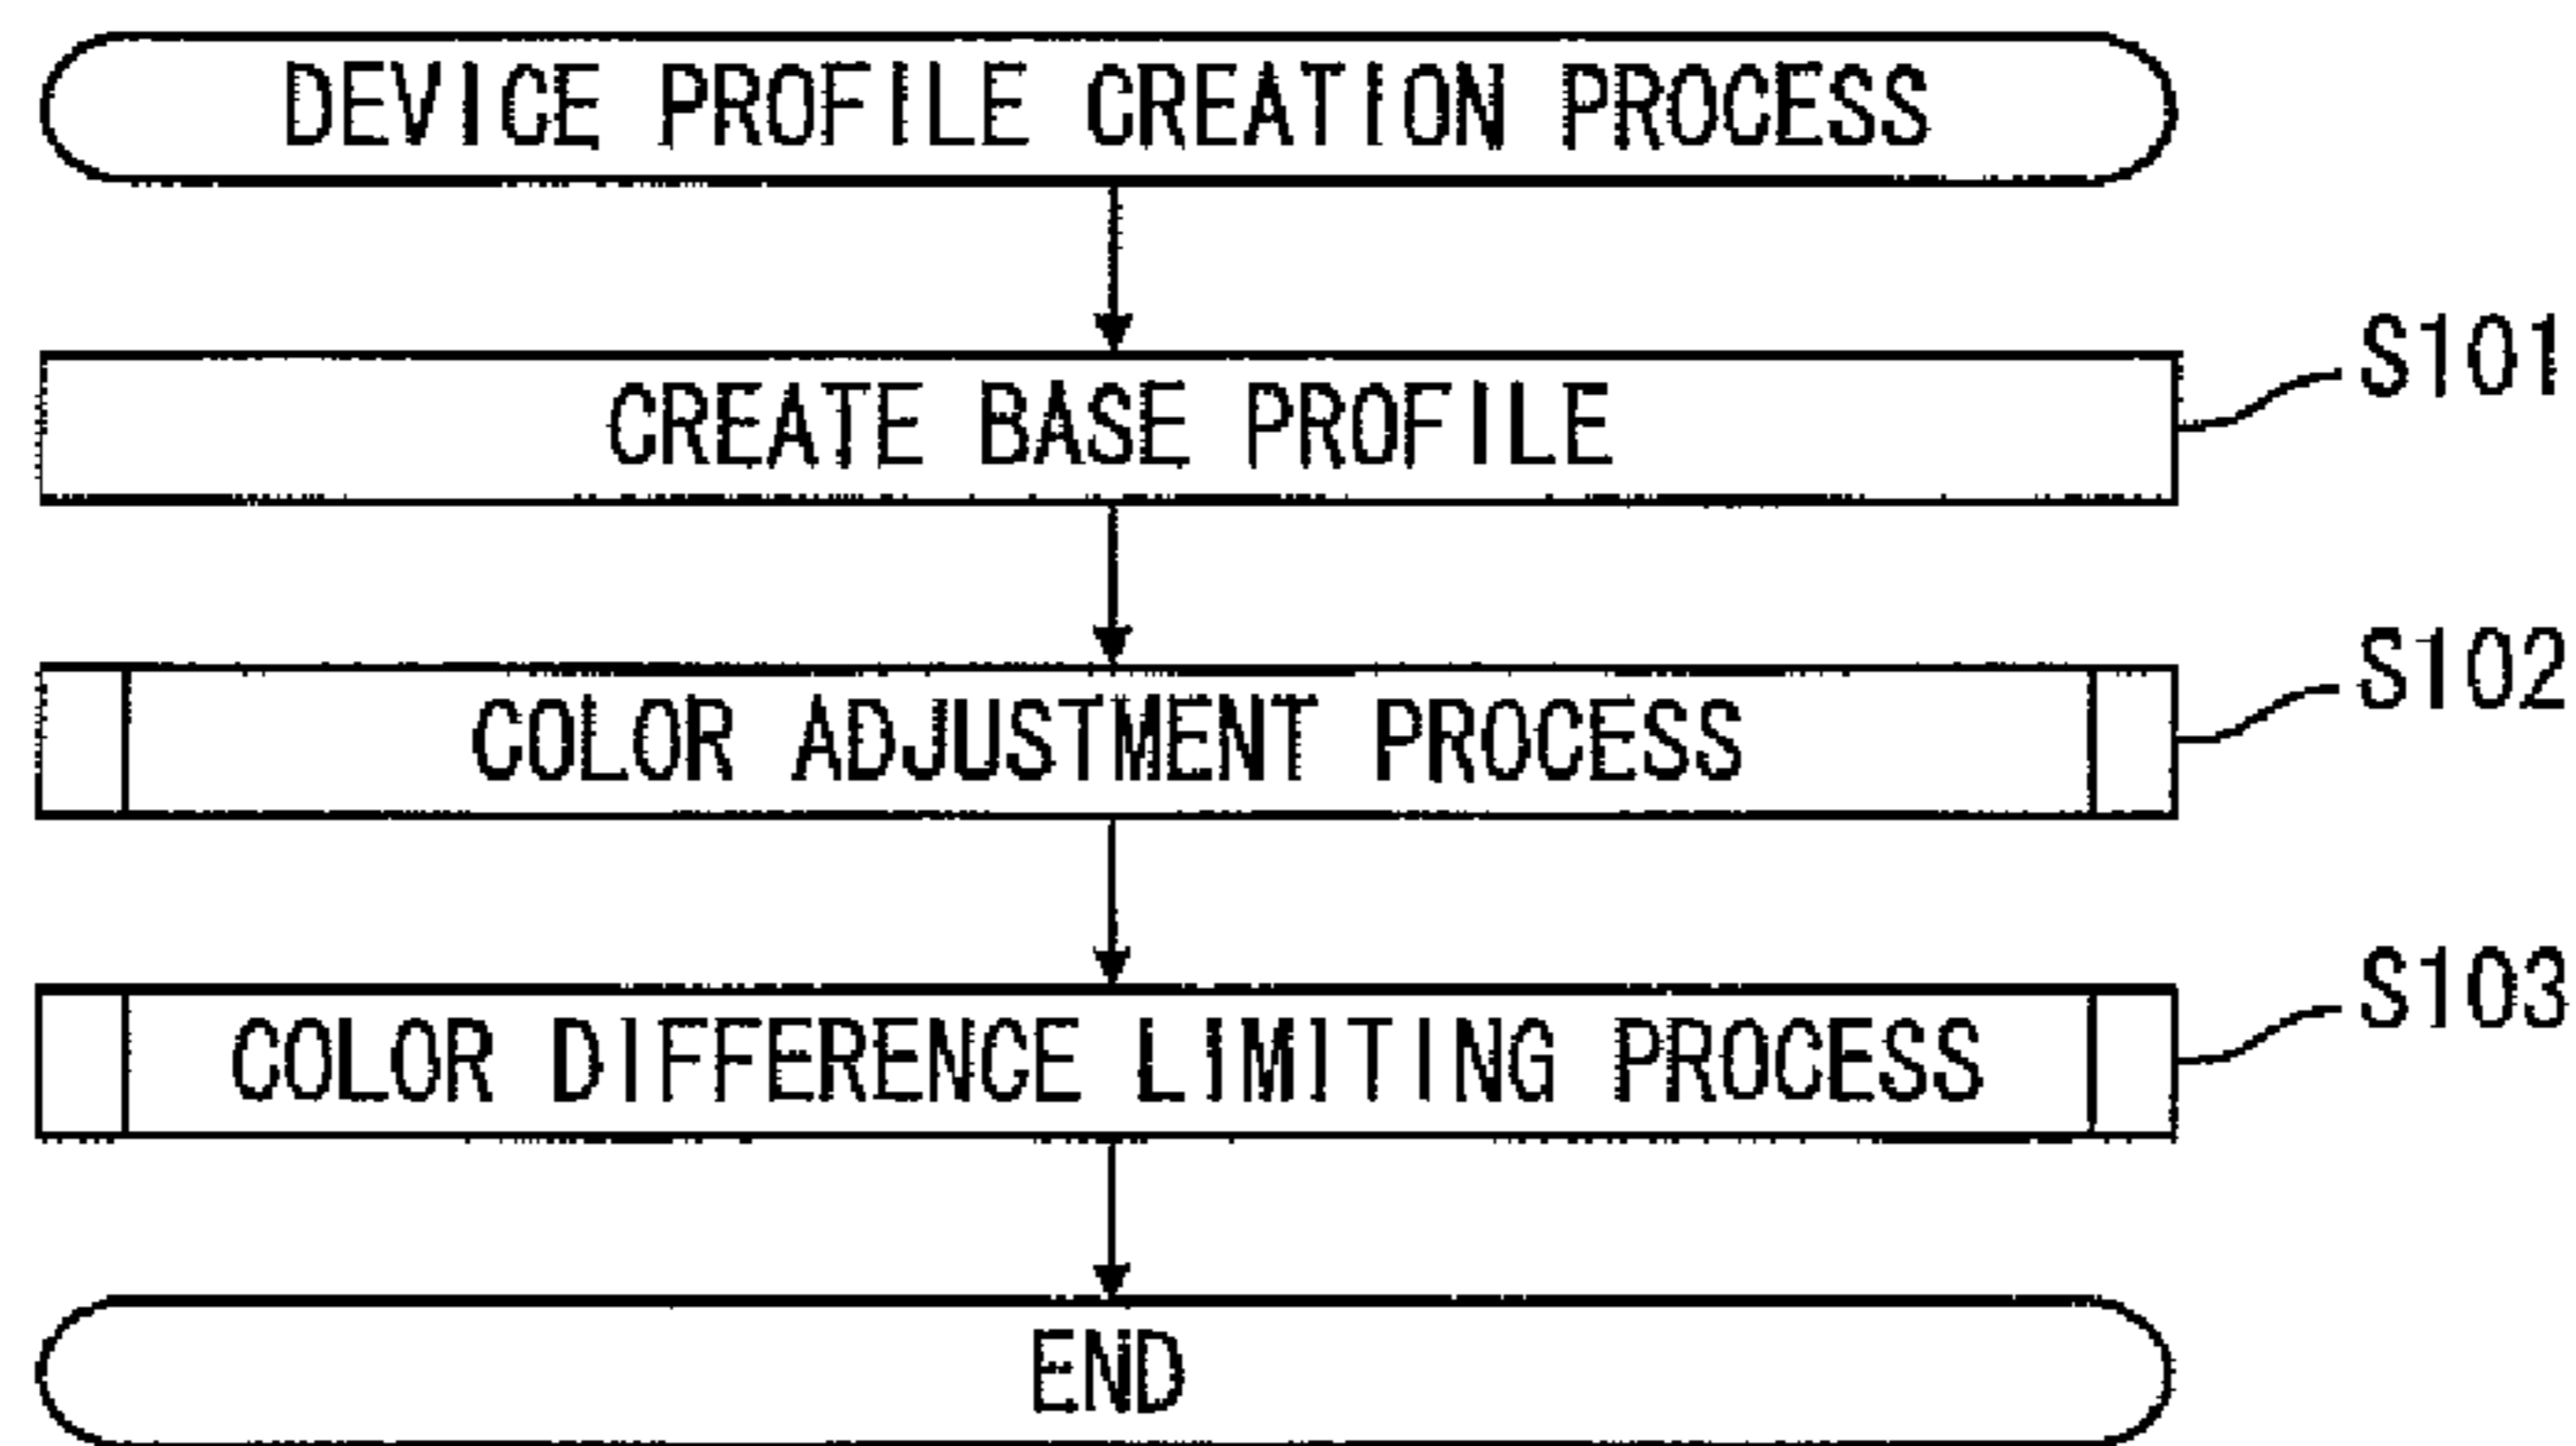 DEVICE PROFILE CREATION PROCESS
CREATE BASE PROFILE
S101
COLOR ADJUSTMENT PROCESS
S102
COLOR DIFFERENCE LIMITING PROCESS
S103
END